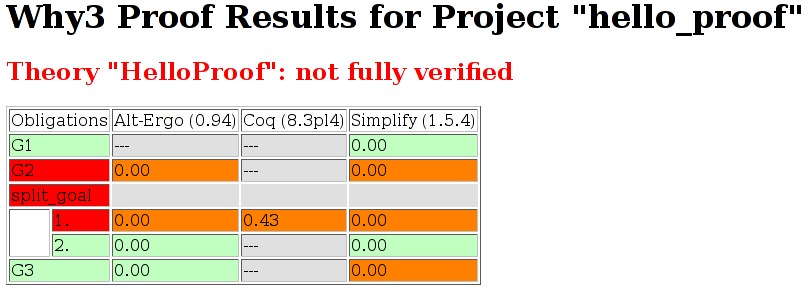 Why3 Proof Results for Project "hello_proof"
Theory "HelloProof": not fully verified
Obligations Alt-Ergo (0.94) Coq (8.3pl4) Simplify (1.5.4)
G1 --- --- 0.00
G2 0.00 --- 0.00
split_goal
1. 0.00 0.43 0.00
2. 0.00 --- 0.00
G3 0.00 --- 0.00